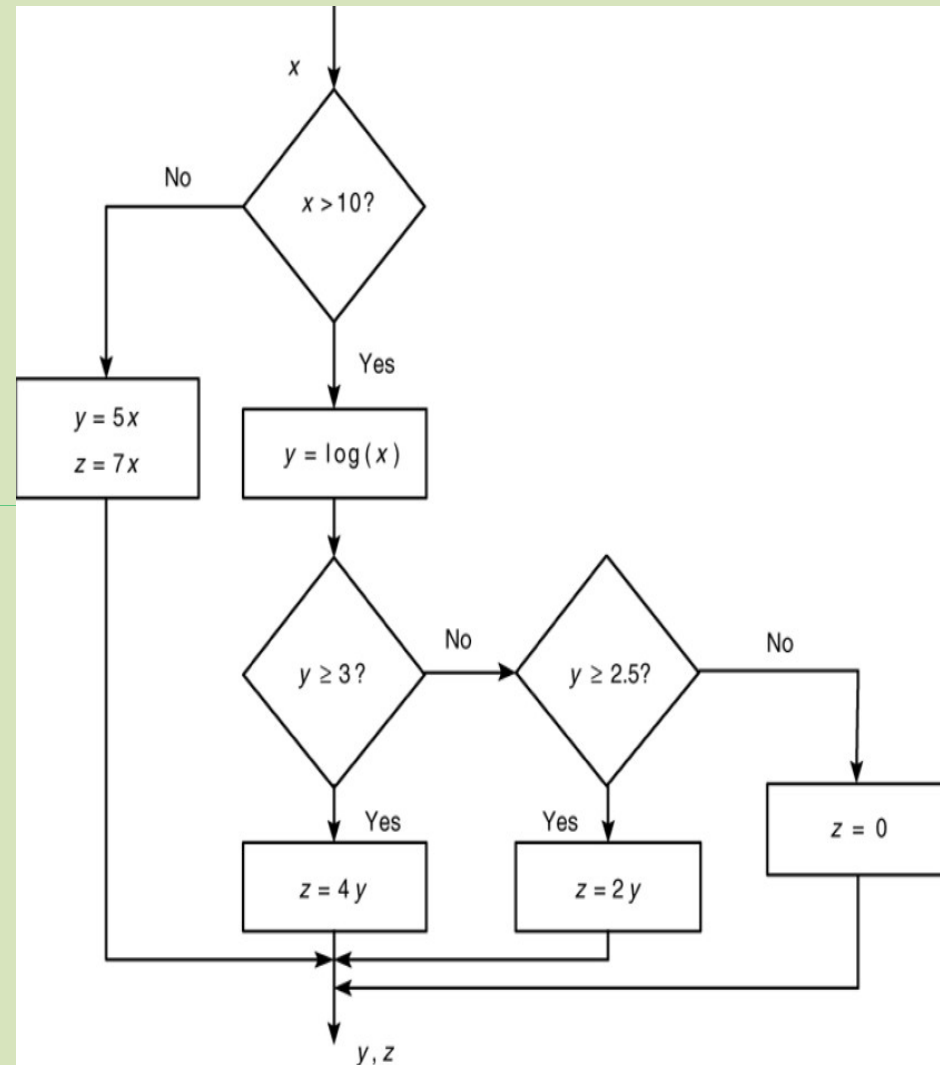 x
No
x > 10?
Yes
y = 5x
z = 7x
y = log(x)
No
No
y ≥ 3?
y ≥ 2.5?
Yes
Yes
z = 0
z = 4y
z = 2y
y, z